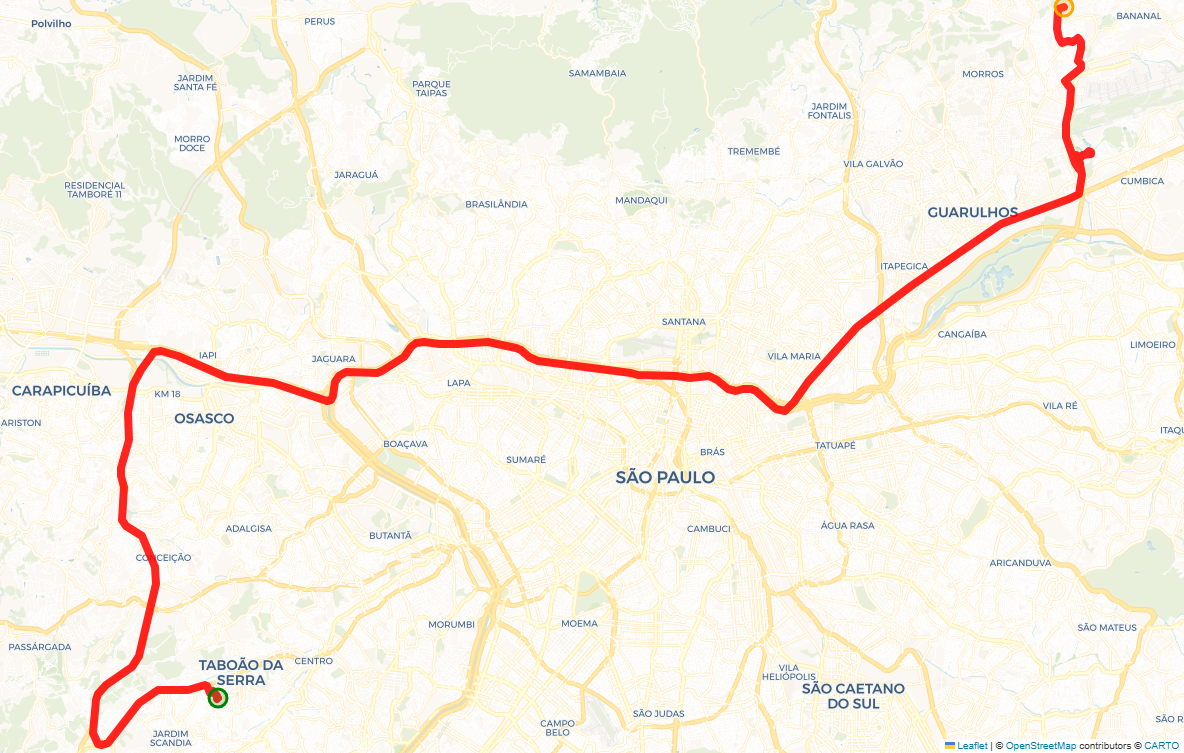 Polvilho
PERUS
BANANAL
JARDIM
SANTA FÉ
PARQUE
TAIPAS
SAMAMBAIA
MORROS
JARDIM
FONTALIS
MORRO
DOCE
TREMEMBÉ
VILA GALVÃO
JARAGUÁ
RESIDENCIAL
TAMBORÉ 11
CUMBICA
BRASILÂNDIA
MANDAQUI
GUARULHOS
ITAPEGICA
SANTANA
CANGAÍBA
LIMOEIRO
IAPI
JAGUARA
VILA MARIA
CARAPICUÍBA
KM 18
LAPA
OSASCO
VILA RÉ
ARISTON
ITAQU
BOAÇAVA
TATUAPÉ
SUMARÉ
BRÁS
SÃO PAULO
ADALGISA
BUTANTÃ
CAMBUCI
ÁGUA RASA
CONCEIÇÃO
ARICANDUVA
MORUMBI
MOEMA
SÃO MATEUS
PASSÁRGADA
TABOÃO DA
SERRA
CENTRO
VILA
HELIÓPOLIS
SÃO CAETANO
DO SUL
SÃO JUDAS
CAMPO
BELO
SÃO R
JARDIM
SCANDIA
Leaflet | © OpenStreetMap contributors © CARTO